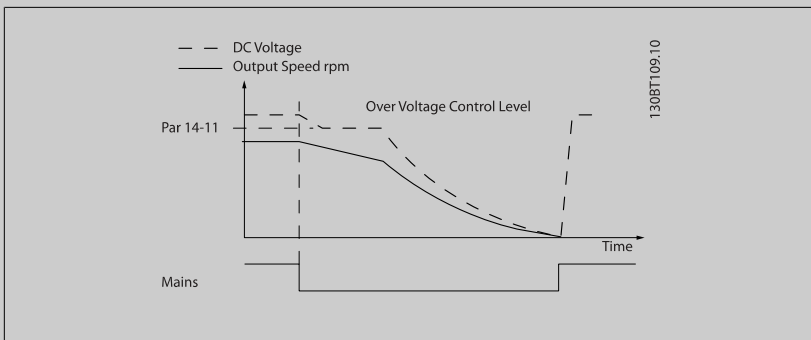 DC Voltage
Output Speed rpm
130BT109.10
Over Voltage Control Level
Par 14-11
Time
Mains